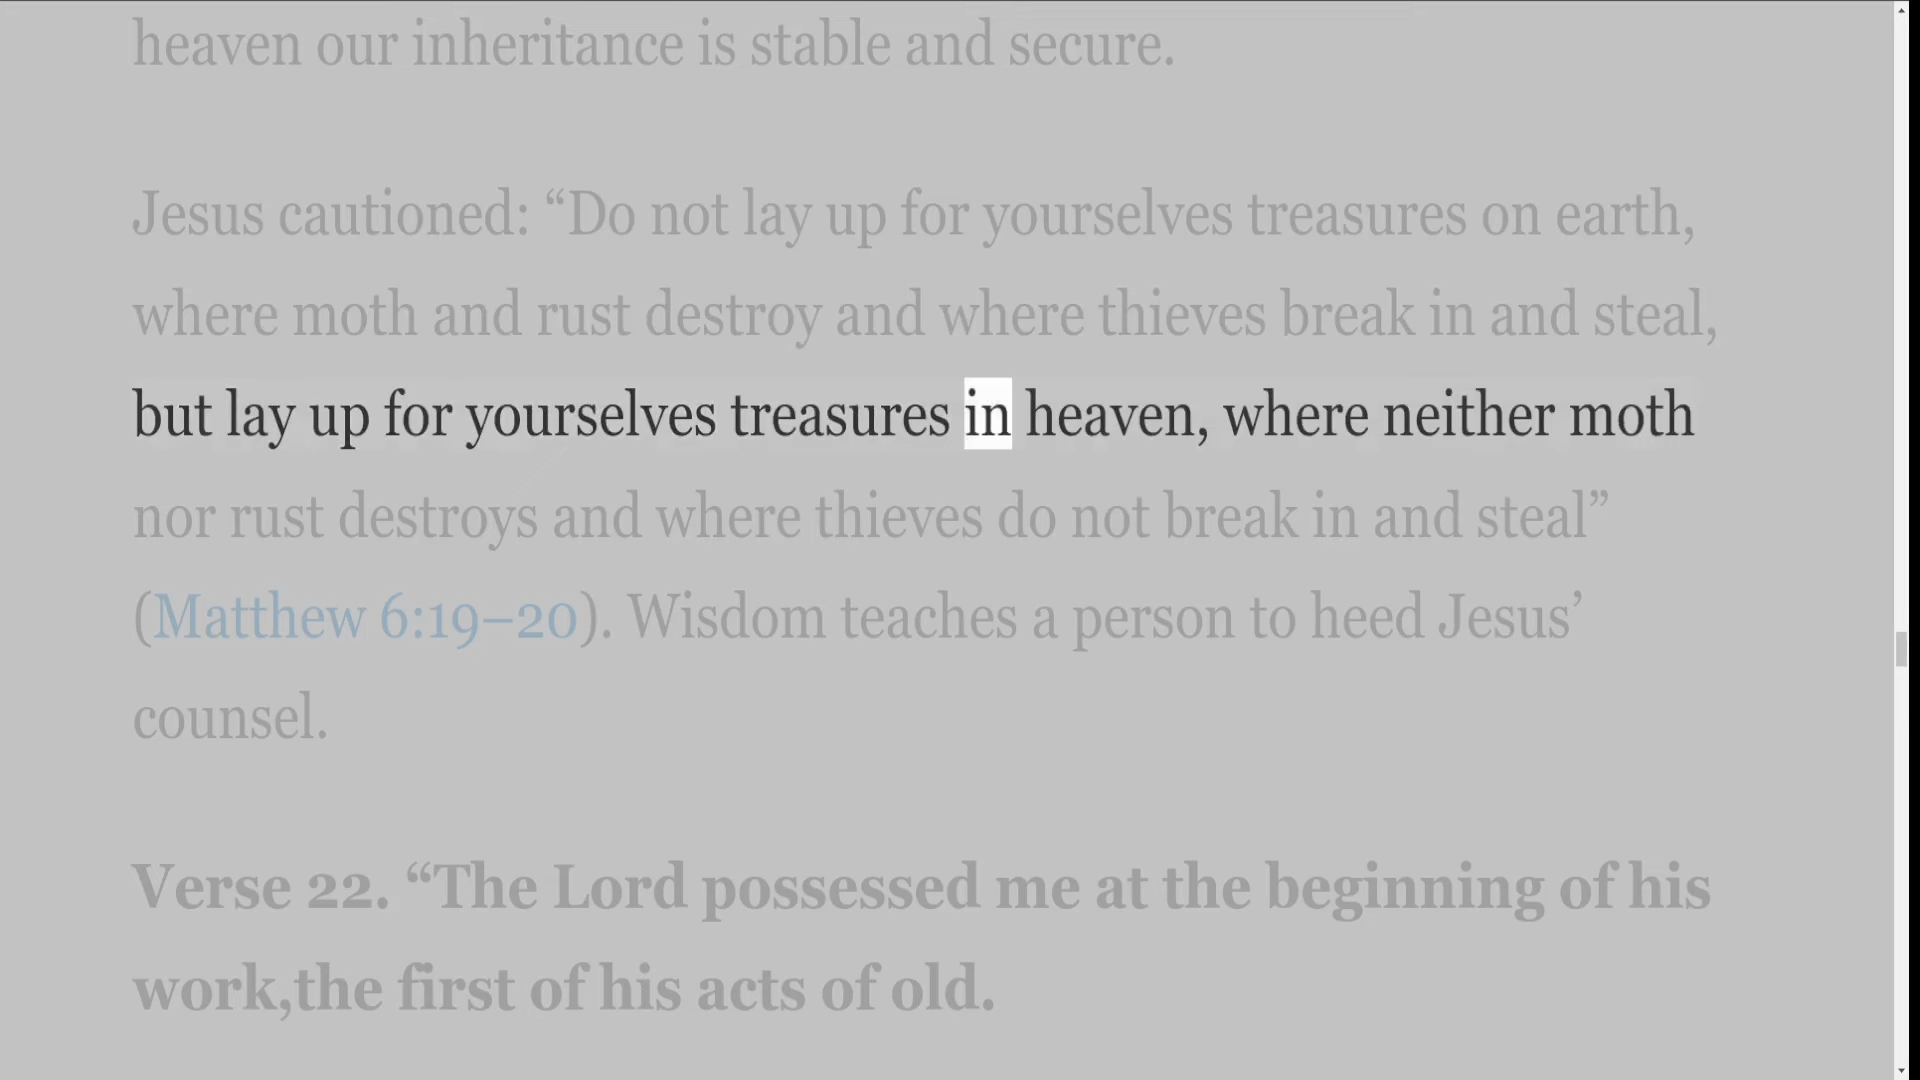 heaven our inheritance is stable and secure.
Jesus cautioned: “Do not lay up for yourselves treasures on earth,
where moth and rust destroy and where thieves break in and steal,
but lay up for yourselves treasures in heaven, where neither moth
nor rust destroys and where thieves do not break in and steal”
(Matthew 6:19–20). Wisdom teaches a person to heed Jesus’
counsel.
Verse 22. “The Lord possessed me at the beginning of his
work,the first of his acts of old.